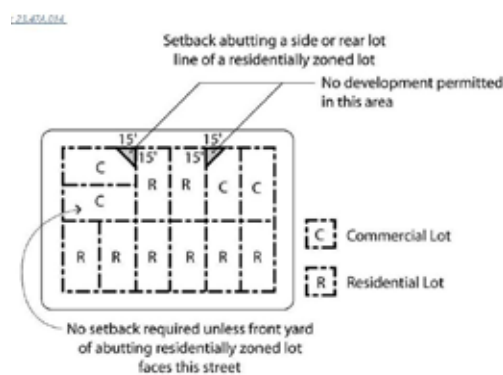 : 23.47A.014
Setback abutting a side or rear lot
line of a residentially zoned lot
No development permitted
in this area
15' 15'
15' 15'
C R R C C
C
R R R R R R
C Commercial Lot
R Residential Lot
No setback required unless front yard
of abutting residentially zoned lot
faces this street